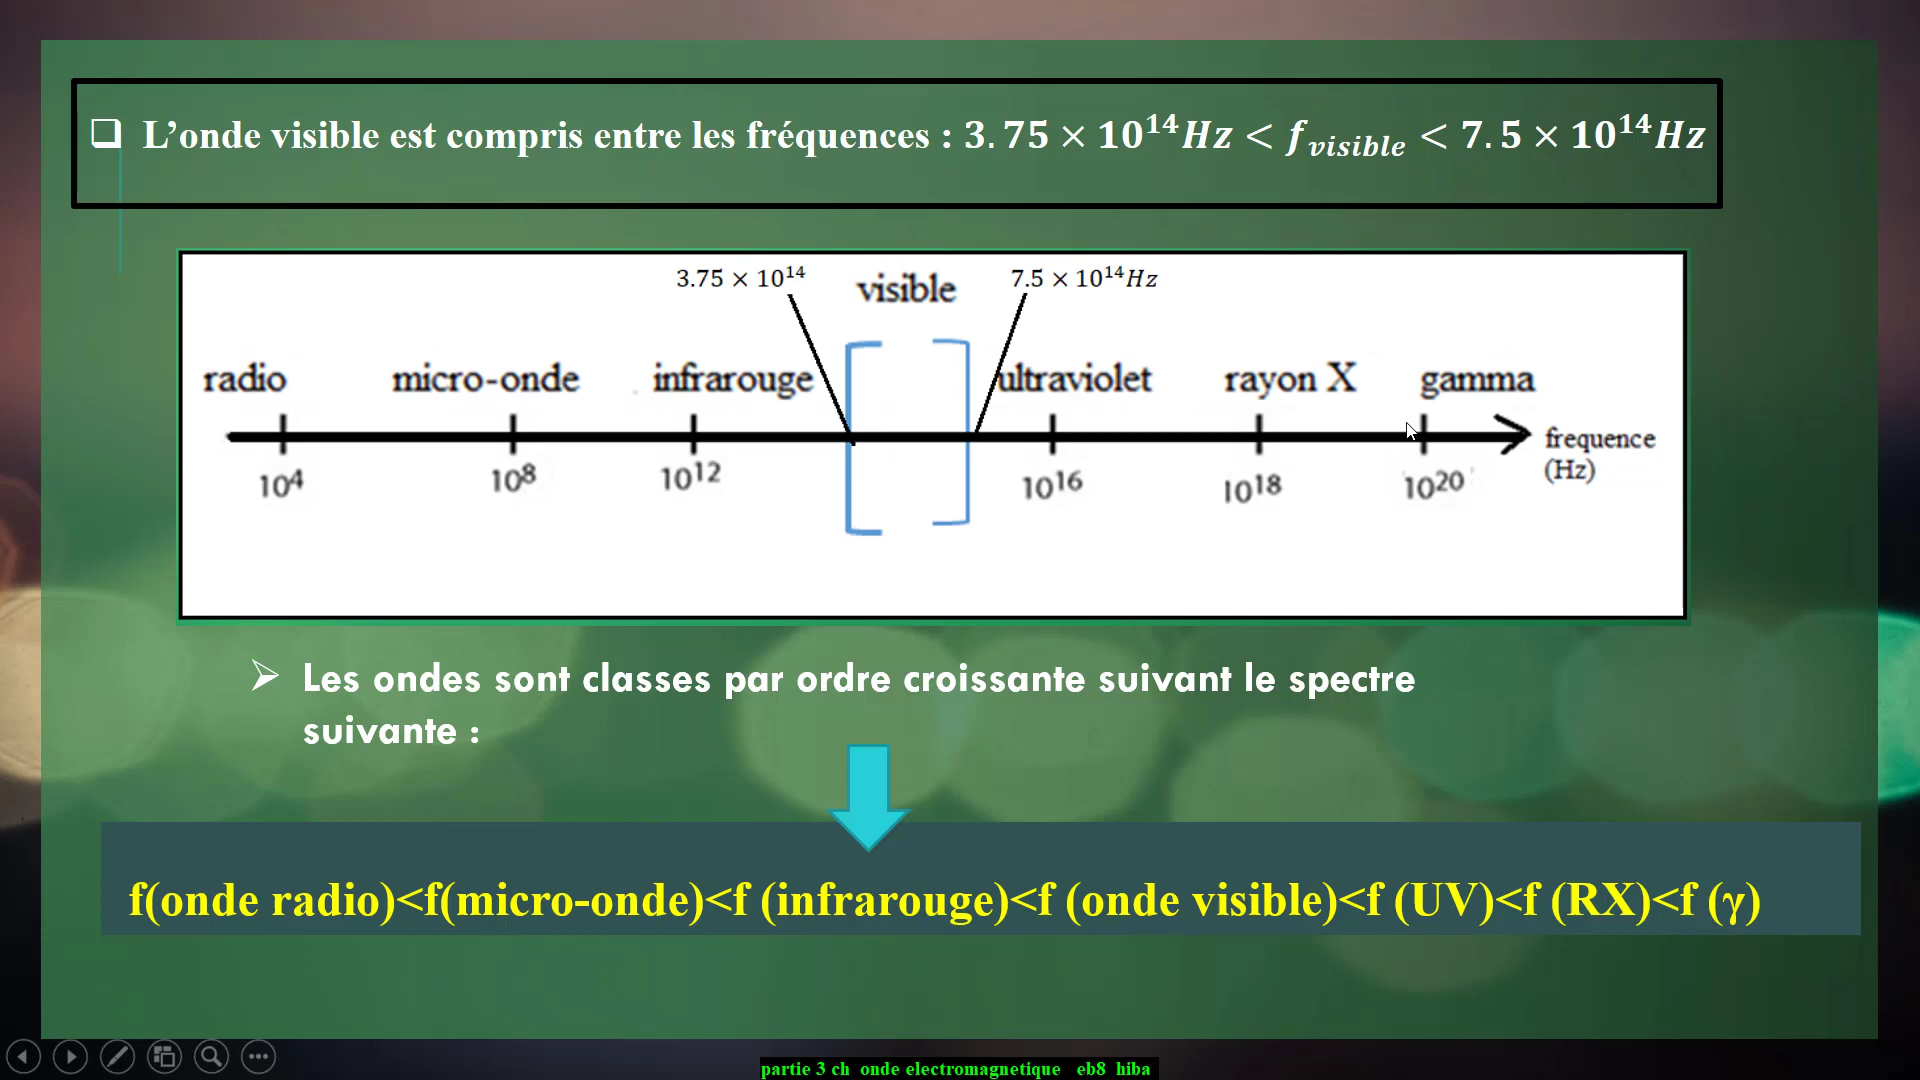 ❑ L’onde visible est compris entre les fréquences : 3.75 × 10¹⁴Hz < f_visible < 7.5 × 10¹⁴Hz
3.75 × 10¹⁴ visible 7.5 × 10¹⁴Hz
radio micro-onde infrarouge ultraviolet rayon X gamma
10⁴ 10⁸ 10¹² 10¹⁶ 10¹⁸ 10²⁰ frequence
(Hz)
➢ Les ondes sont classes par ordre croissante suivant le spectre
suivante :
f(onde radio)<f(micro-onde)<f (infrarouge)<f (onde visible)<f (UV)<f (RX)<f (γ)
partie 3 ch onde electromagnetique eb8 hiba